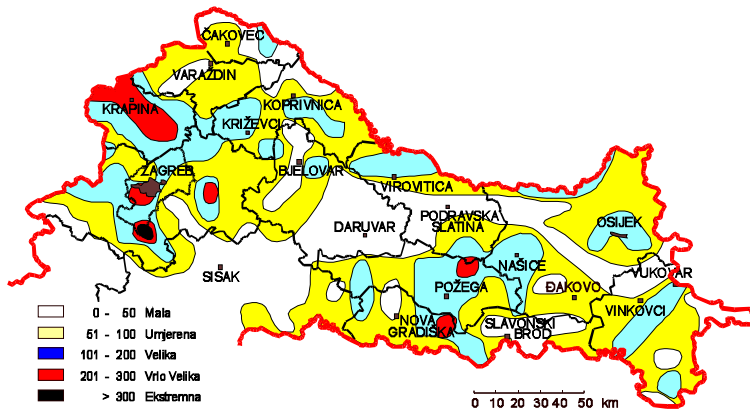 ČAKOVEC
VARAŽDIN
KRAPINA
KOPRIVNICA
KRIŽEVCI
ZAGREB
BJELOVAR
VIROVITICA
PODRAVSKA
SLATINA
DARUVAR
OSIJEK
SISAK
NAŠICE
VUKOVAR
POŽEGA
ĐAKOVO
VINKOVCI
NOVA
GRADIŠKA
SLAVONSKI
BROD
0 - 50 Mala
51 - 100 Umjerena
101 - 200 Velika
201 - 300 Vrlo Velika
> 300 Ekstremna
0 10 20 30 40 50 km